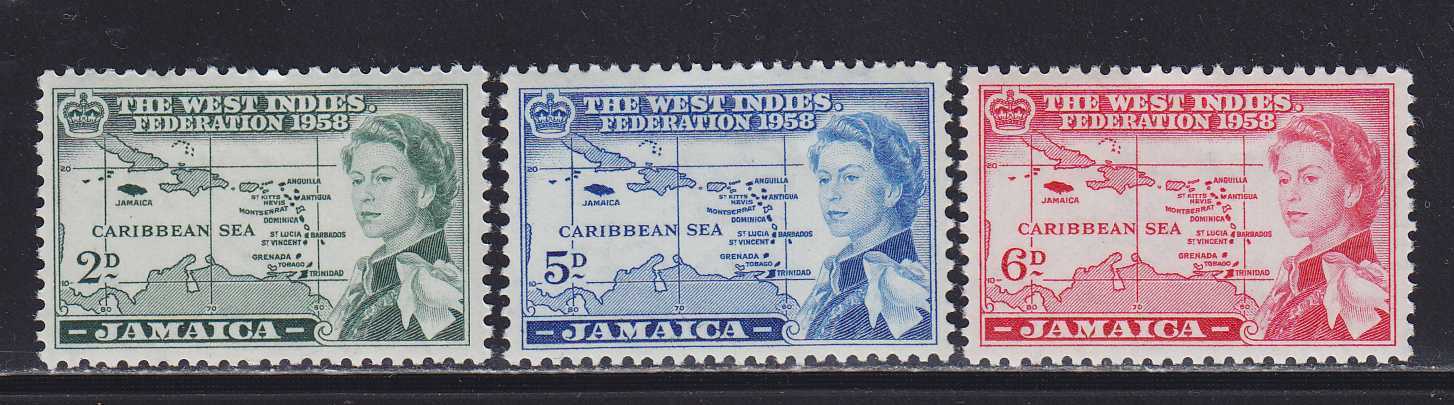 THE WEST INDIES.
FEDERATION 1958
20
ANGUILLA
ST KITTS
NEVIS
ANTIGUA
JAMAICA
MONTSERRAT
DOMINICA
CARIBBEAN SEA
ST LUCIA
BARBADOS
ST VINCENT
2D
GRENADA
TOBAGO
TRINIDAD
10
80
70
60
- JAMAICA -
THE WEST INDIES.
FEDERATION 1958
20
ANGUILLA
ST KITTS
NEVIS
ANTIGUA
JAMAICA
MONTSERRAT
DOMINICA
CARIBBEAN SEA
ST LUCIA
BARBADOS
ST VINCENT
5D
GRENADA
TOBAGO
TRINIDAD
10
80
70
60
- JAMAICA -
THE WEST INDIES.
FEDERATION 1958
20
ANGUILLA
ST KITTS
NEVIS
ANTIGUA
JAMAICA
MONTSERRAT
DOMINICA
CARIBBEAN SEA
ST LUCIA
BARBADOS
ST VINCENT
6D
GRENADA
TOBAGO
TRINIDAD
10
80
70
60
- JAMAICA -